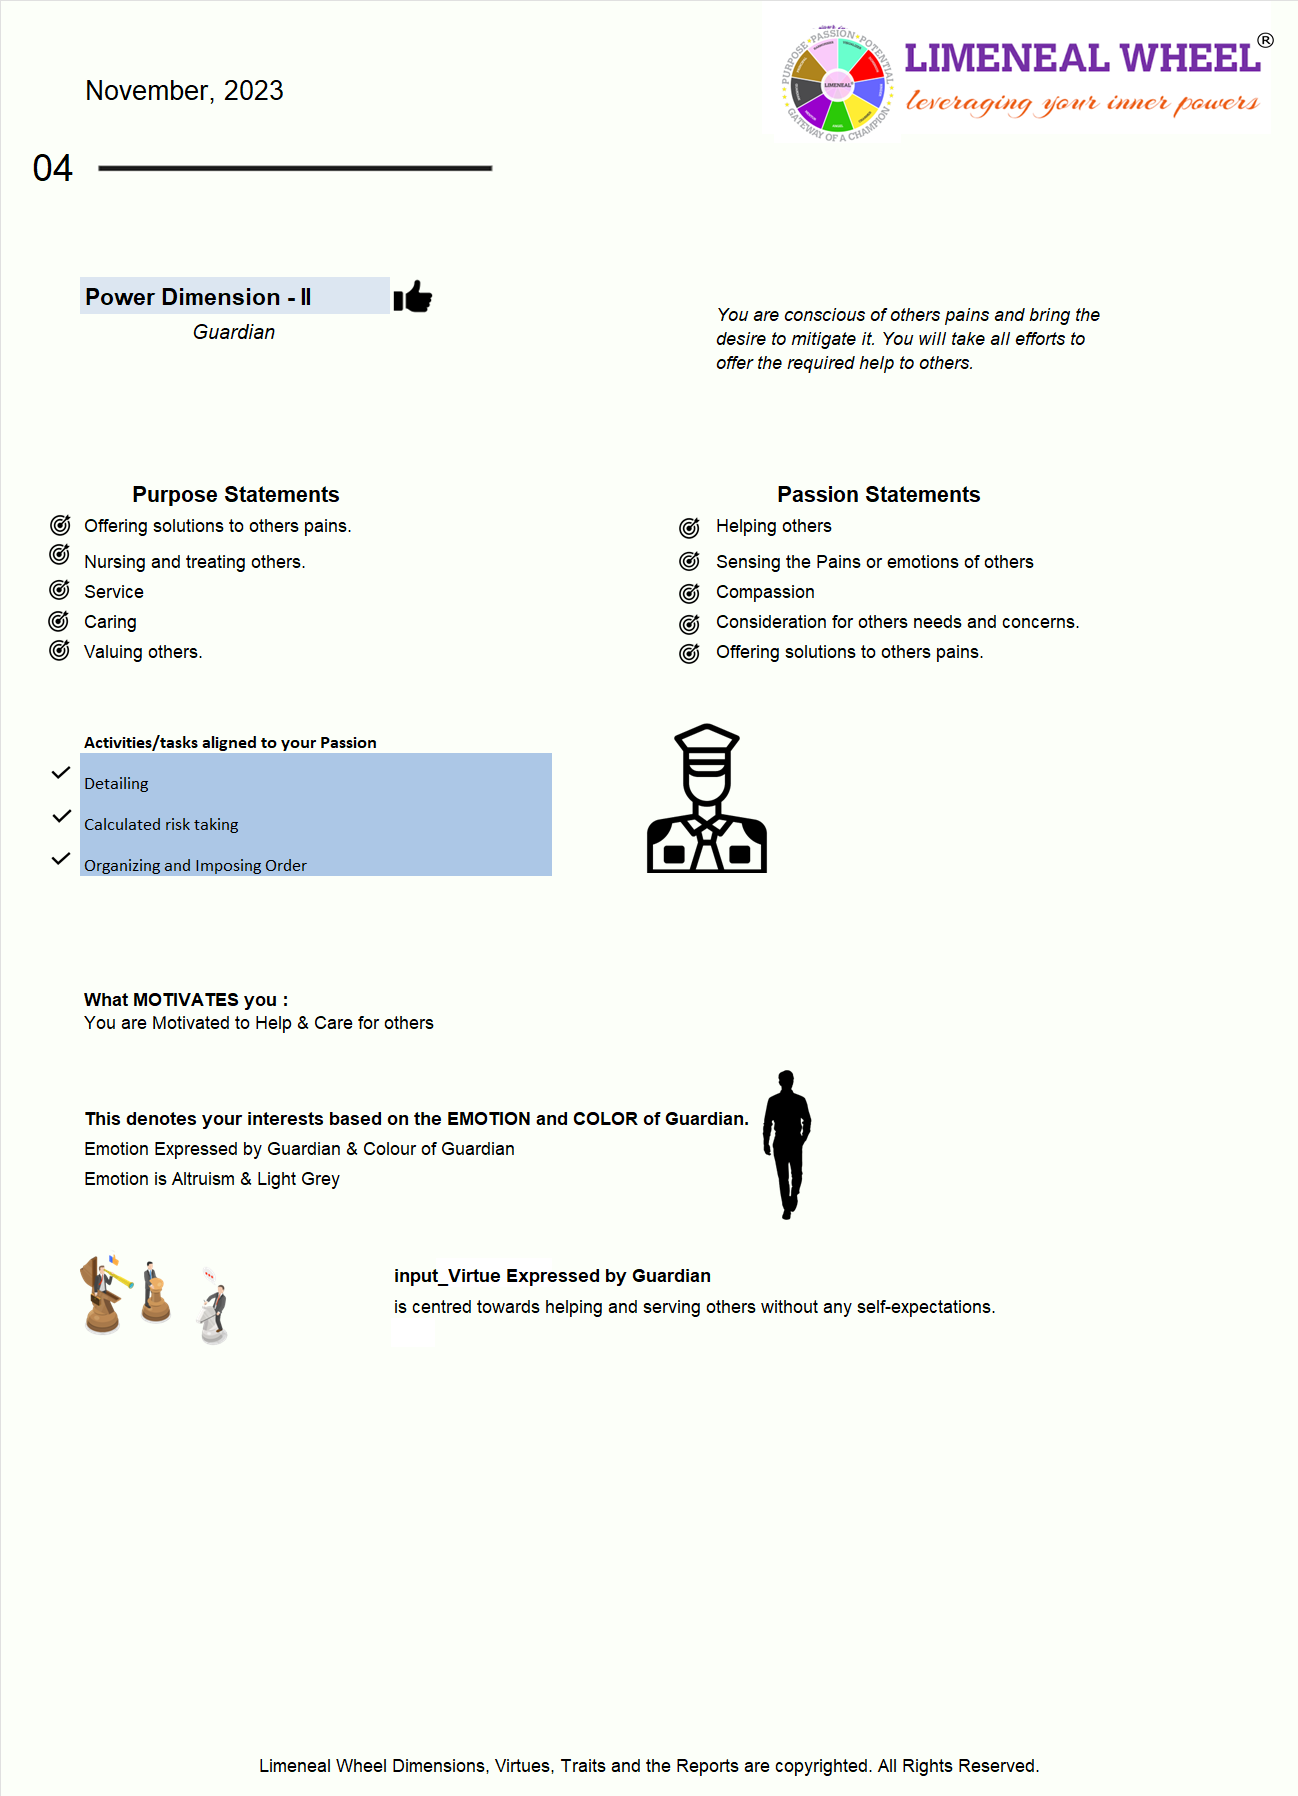 November, 2023
PURPOSE PASSION POTENTIAL
LIMENEAL
GATEWAY OF A CHAMPION
LIMENEAL WHEEL®
leveraging your inner powers
04
Power Dimension - II
Guardian
You are conscious of others pains and bring the
desire to mitigate it. You will take all efforts to
offer the required help to others.
Purpose Statements
Offering solutions to others pains.
Nursing and treating others.
Service
Caring
Valuing others.
Passion Statements
Helping others
Sensing the Pains or emotions of others
Compassion
Consideration for others needs and concerns.
Offering solutions to others pains.
Activities/tasks aligned to your Passion
Detailing
Calculated risk taking
Organizing and Imposing Order
What MOTIVATES you :
You are Motivated to Help & Care for others
This denotes your interests based on the EMOTION and COLOR of Guardian.
Emotion Expressed by Guardian & Colour of Guardian
Emotion is Altruism & Light Grey
input_Virtue Expressed by Guardian
is centred towards helping and serving others without any self-expectations.
Limeneal Wheel Dimensions, Virtues, Traits and the Reports are copyrighted. All Rights Reserved.